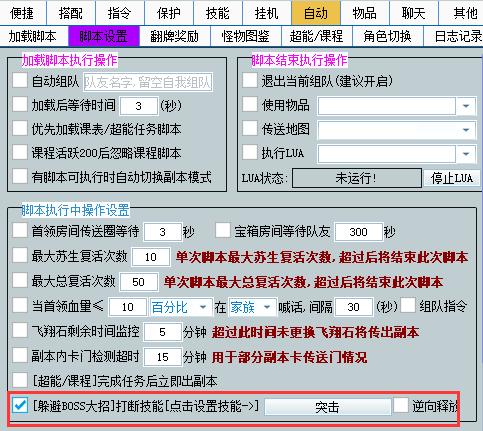 便捷 搭配 指令 保护 技能 挂机 自动 物品 聊天 其他
加载脚本 脚本设置 翻牌奖励 怪物图鉴 超能/课程 角色切换 日志记录
加载脚本执行操作
自动组队 队友名字,留空自我组队
加载后等待时间 3 (秒)
优先加载课表/超能任务脚本
课程活跃200后忽略课程脚本
有脚本可执行时自动切换副本模式
脚本结束执行操作
退出当前组队(建议开启)
使用物品
传送地图
执行LUA
LUA状态: 未运行! 停止LUA
脚本执行中操作设置
首领房间传送圈等待 3 秒 宝箱房间等待队友 300 秒
最大苏生复活次数 10 单次脚本最大苏生复活次数,超过后将结束此次脚本
最大总复活次数 50 单次脚本最大总复活次数,超过后将结束此次脚本
当首领血量≤ 10 百分比 在 家族 喊话,间隔 30 (秒) 组队指令
飞翔石剩余时间监控 5 分钟 超过此时间未更换飞翔石将传出副本
副本内卡门检测超时 15 分钟 用于部分副本卡传送门情况
[超能/课程]完成任务后立即出副本
[躲避BOSS大招]打断技能[点击设置技能->] 突击 逆向释放